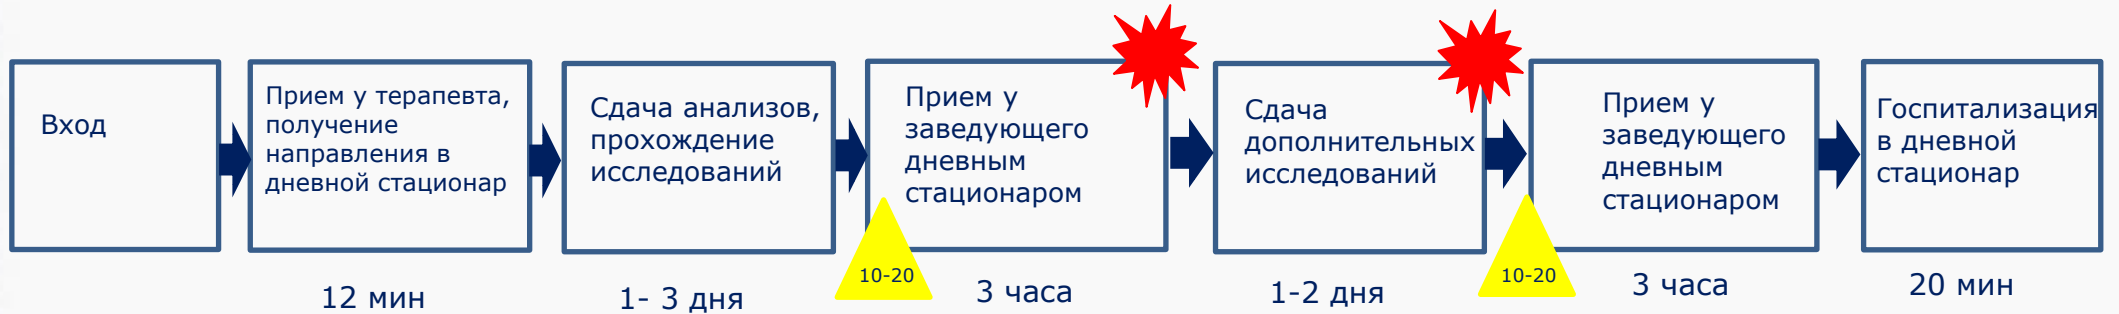 Вход
Прием у терапевта,
получение
направления в
дневной стационар
12 мин
Сдача анализов,
прохождение
исследований
1- 3 дня
Прием у
заведующего
дневным
стационаром
10-20
3 часа
Сдача
дополнительных
исследований
1-2 дня
Прием у
заведующего
дневным
стационаром
10-20
3 часа
Госпитализация
в дневной
стационар
20 мин